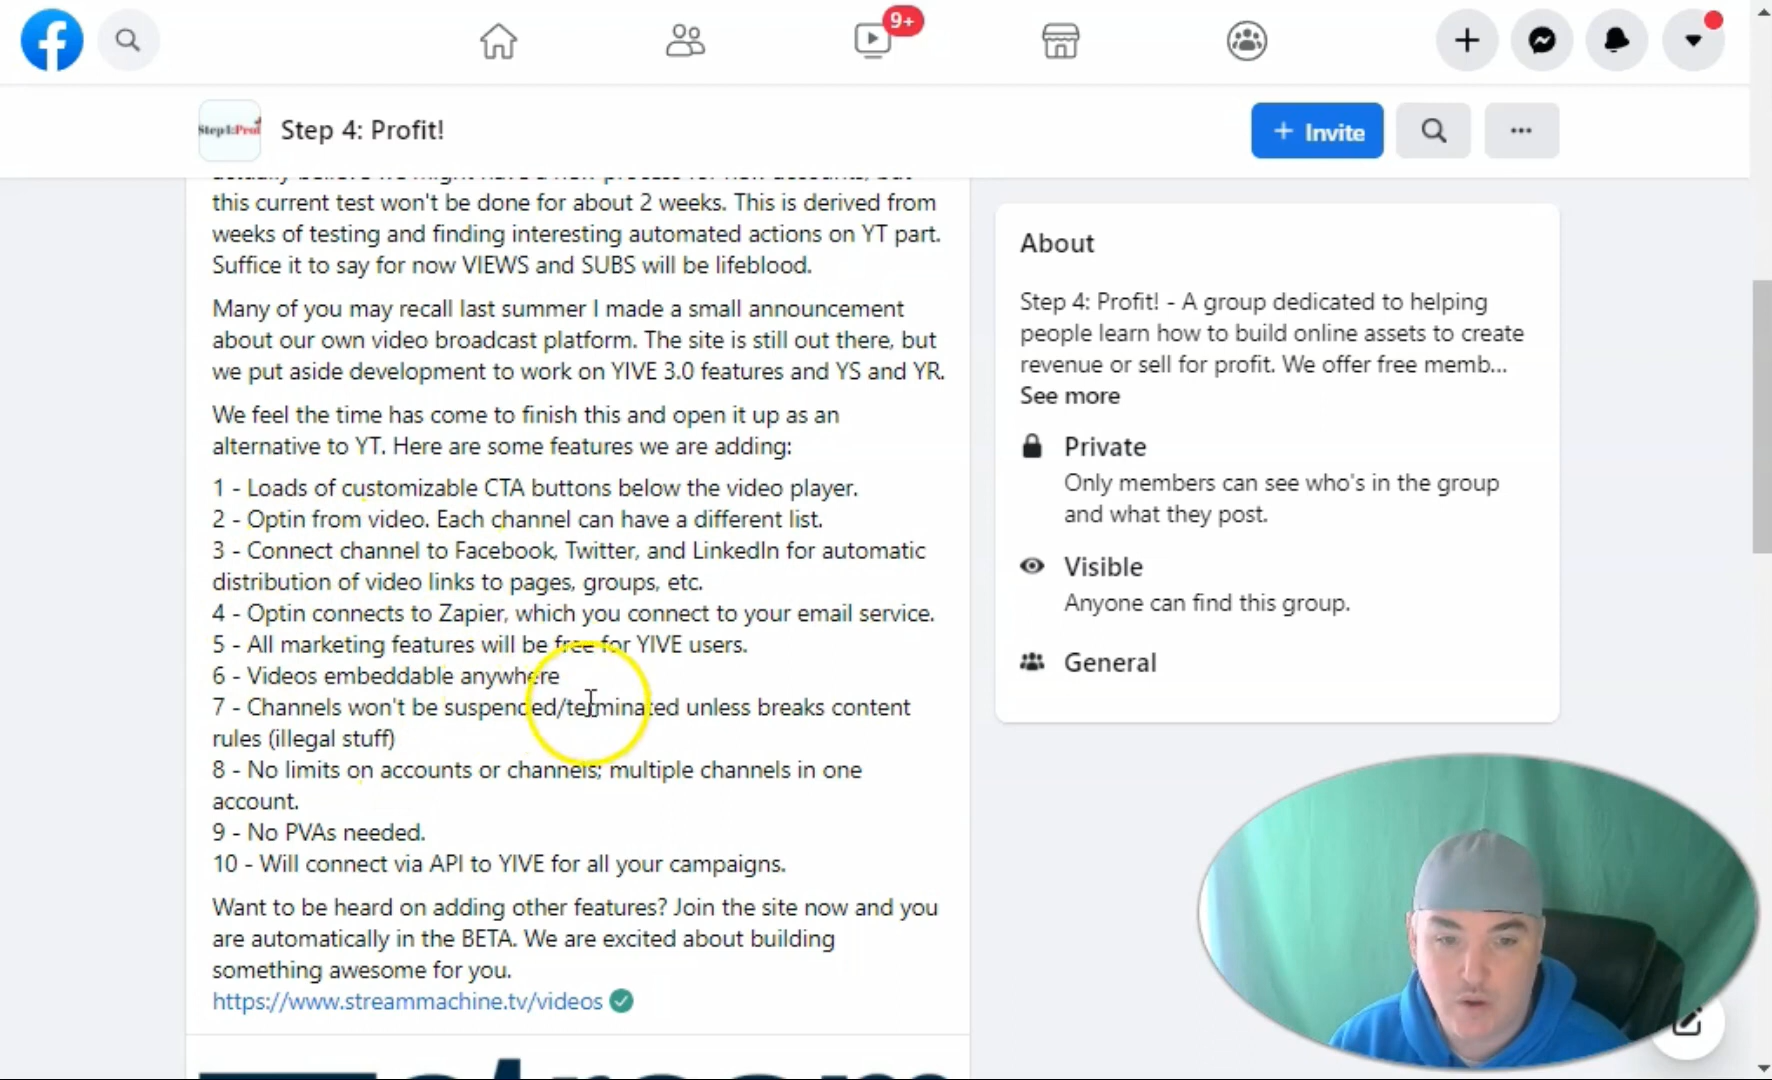 9+
Step4:Prof
Step 4: Profit!
+ Invite
actually believe we might have a new process for new accounts, but
this current test won't be done for about 2 weeks. This is derived from
weeks of testing and finding interesting automated actions on YT part.
Suffice it to say for now VIEWS and SUBS will be lifeblood.
Many of you may recall last summer I made a small announcement
about our own video broadcast platform. The site is still out there, but
we put aside development to work on YIVE 3.0 features and YS and YR.
We feel the time has come to finish this and open it up as an
alternative to YT. Here are some features we are adding:
1 - Loads of customizable CTA buttons below the video player.
2 - Optin from video. Each channel can have a different list.
3 - Connect channel to Facebook, Twitter, and LinkedIn for automatic
distribution of video links to pages, groups, etc.
4 - Optin connects to Zapier, which you connect to your email service.
5 - All marketing features will be free for YIVE users.
6 - Videos embeddable anywhere
7 - Channels won't be suspended/terminated unless breaks content
rules (illegal stuff)
8 - No limits on accounts or channels; multiple channels in one
account.
9 - No PVAs needed.
10 - Will connect via API to YIVE for all your campaigns.
Want to be heard on adding other features? Join the site now and you
are automatically in the BETA. We are excited about building
something awesome for you.
https://www.streammachine.tv/videos
stream
About
Step 4: Profit! - A group dedicated to helping
people learn how to build online assets to create
revenue or sell for profit. We offer free memb...
See more
Private
Only members can see who's in the group
and what they post.
Visible
Anyone can find this group.
General